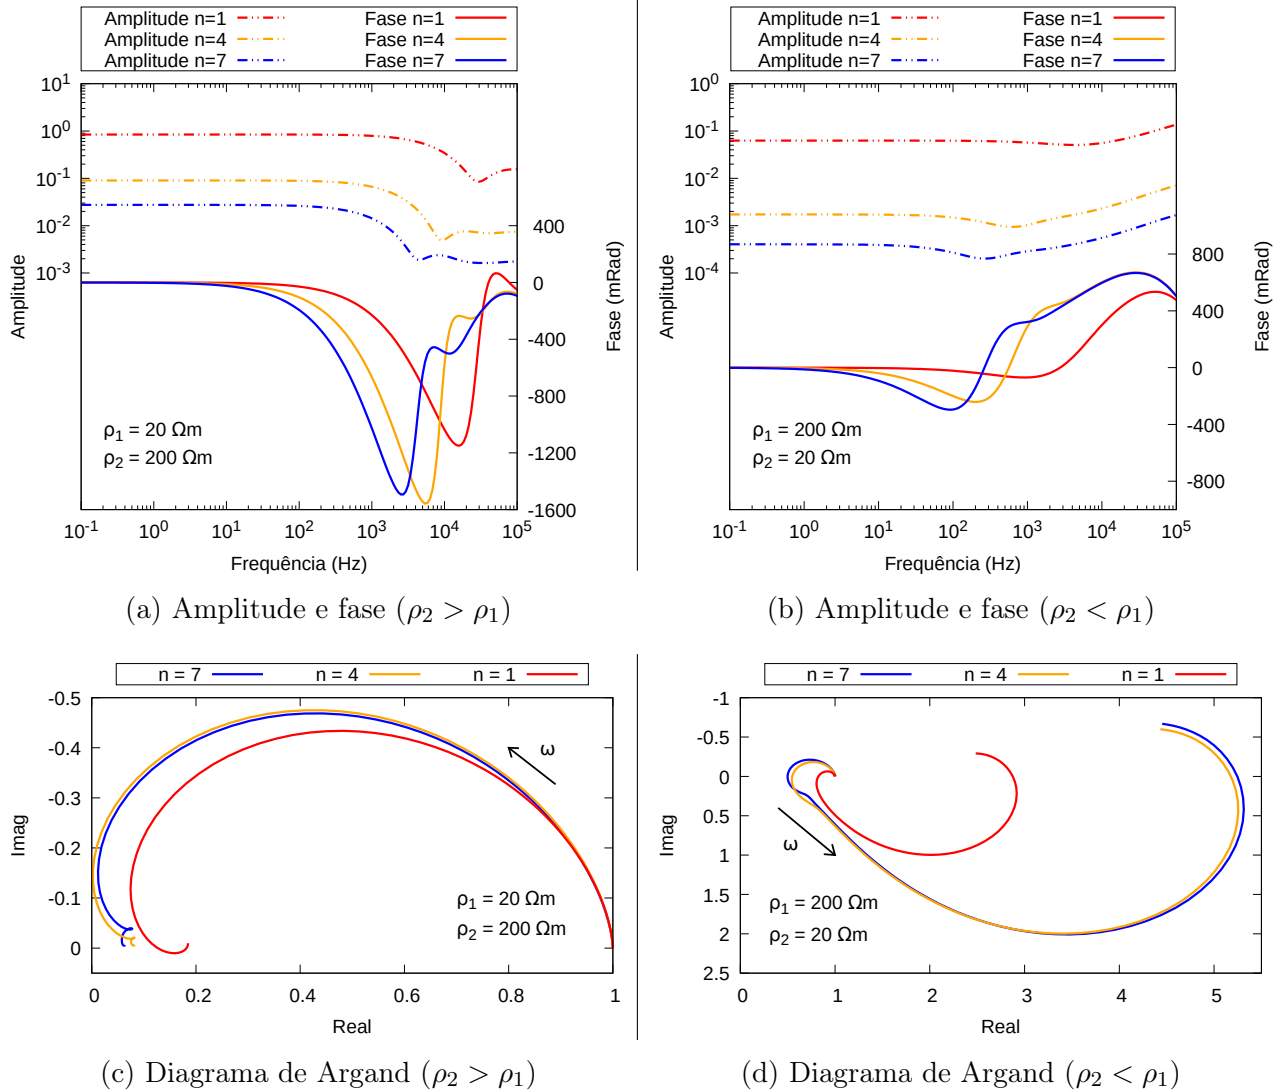 Amplitude n=1 Fase n=1
Amplitude n=4 Fase n=4
Amplitude n=7 Fase n=7
10^1
10^0
10^-1
10^-2
10^-3
Amplitude
400
0
-400
-800
-1200
-1600
Fase (mRad)
ρ1 = 20 Ωm
ρ2 = 200 Ωm
10^-1 10^0 10^1 10^2 10^3 10^4 10^5
Frequência (Hz)
(a) Amplitude e fase (ρ2 > ρ1)
Amplitude n=1 Fase n=1
Amplitude n=4 Fase n=4
Amplitude n=7 Fase n=7
10^0
10^-1
10^-2
10^-3
10^-4
Amplitude
800
400
0
-400
-800
Fase (mRad)
ρ1 = 200 Ωm
ρ2 = 20 Ωm
10^-1 10^0 10^1 10^2 10^3 10^4 10^5
Frequência (Hz)
(b) Amplitude e fase (ρ2 < ρ1)
n = 7 n = 4 n = 1
-0.5
-0.4
-0.3
-0.2
-0.1
0
Imag
ω
ρ1 = 20 Ωm
ρ2 = 200 Ωm
0 0.2 0.4 0.6 0.8 1
Real
(c) Diagrama de Argand (ρ2 > ρ1)
n = 7 n = 4 n = 1
-1
-0.5
0
0.5
1
1.5
2
2.5
Imag
ω
ρ1 = 200 Ωm
ρ2 = 20 Ωm
0 1 2 3 4 5
Real
(d) Diagrama de Argand (ρ2 < ρ1)